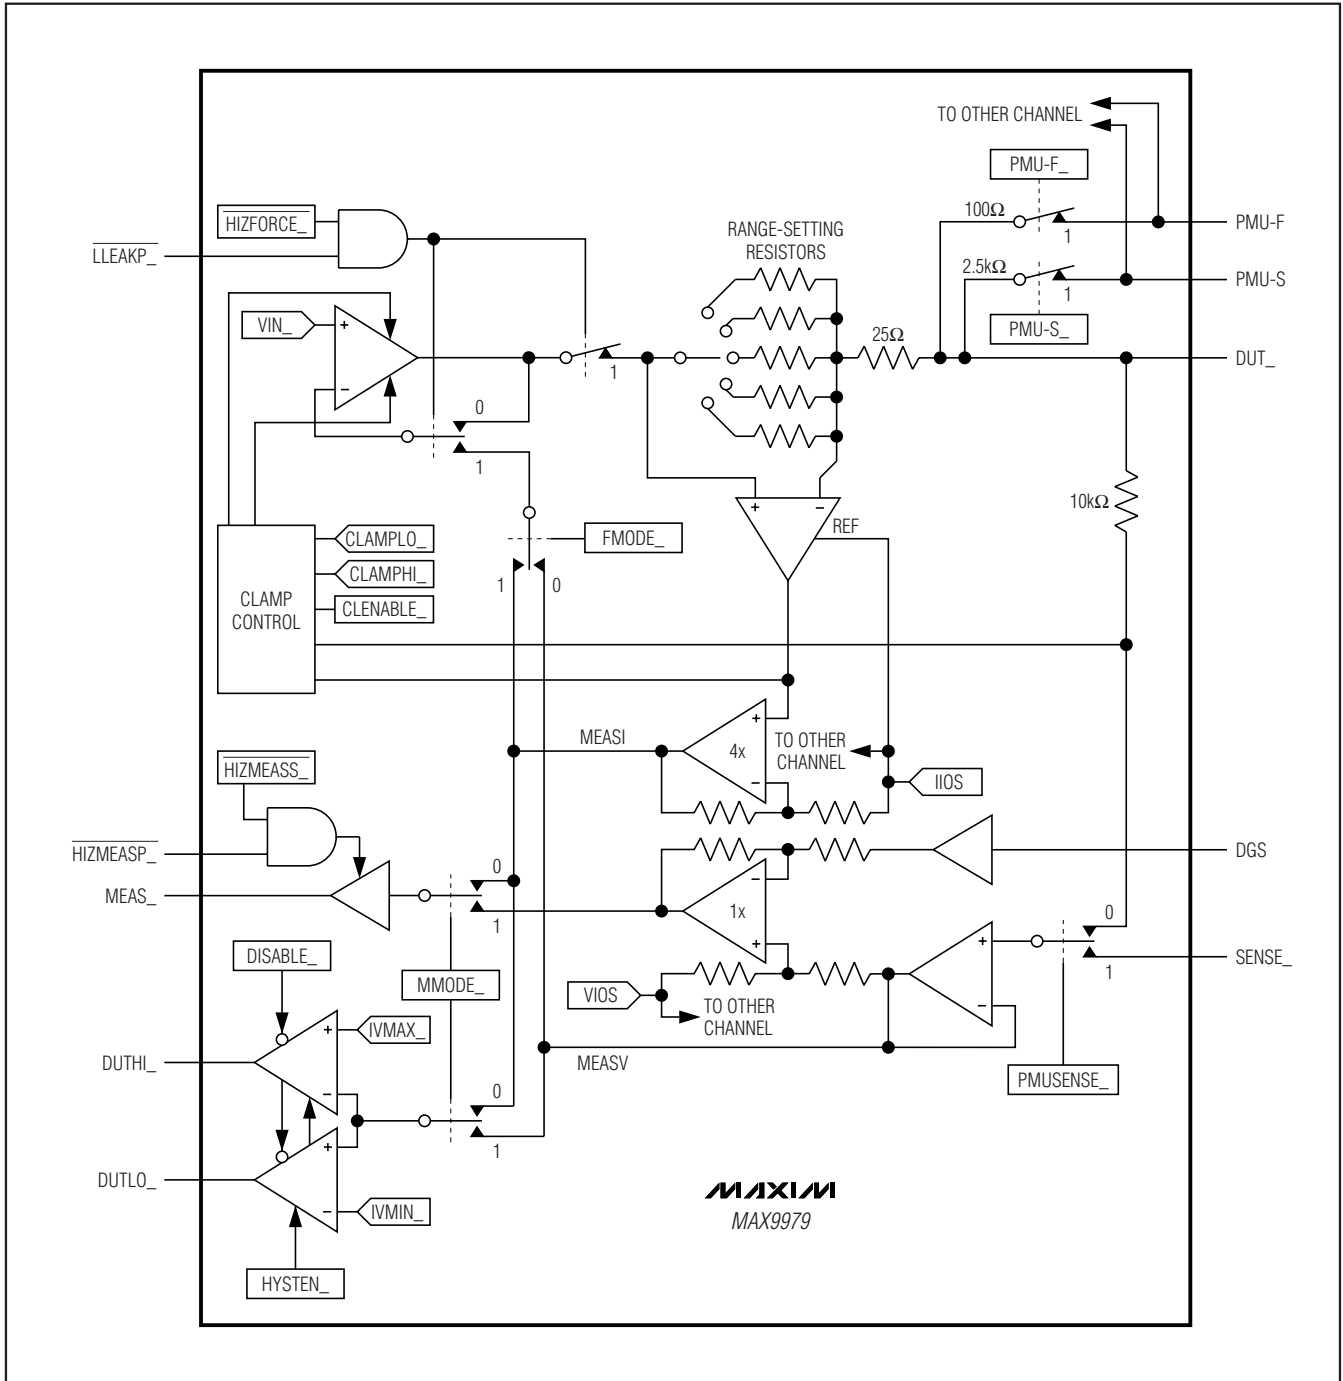 TO OTHER CHANNEL
PMU-F_
HIZFORCE_
100Ω
1
PMU-F
LLEAKP_
RANGE-SETTING
RESISTORS
2.5kΩ
1
PMU-S
VIN_
+
PMU-S_
25Ω
1
DUT_
−
0
1
10kΩ
+
−
REF
CLAMPLO_
FMODE_
CLAMPHI_
1
0
CLAMP
CONTROL
CLENABLE_
+
MEASI
4x
TO OTHER
CHANNEL
HIZMEASS_
−
IIOS
HIZMEASP_
DGS
0
−
MEAS_
1x
0
1
+
+
DISABLE_
1
SENSE_
MMODE_
VIOS
TO OTHER
CHANNEL
−
+
IVMAX_
DUTHI_
MEASV
PMUSENSE_
0
−
+
1
DUTLO_
MAXIM
−
IVMIN_
MAX9979
HYSTEN_